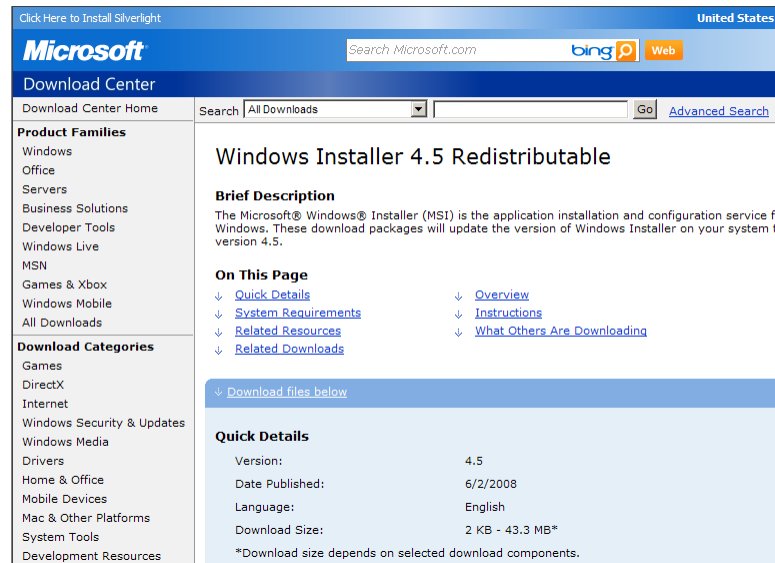 Click Here to Install Silverlight
United States
Microsoft®
Search Microsoft.com
bing
Web
Download Center
Download Center Home
Search All Downloads Go Advanced Search
Product Families
Windows
Office
Servers
Business Solutions
Developer Tools
Windows Live
MSN
Games & Xbox
Windows Mobile
All Downloads
Download Categories
Games
DirectX
Internet
Windows Security & Updates
Windows Media
Drivers
Home & Office
Mobile Devices
Mac & Other Platforms
System Tools
Development Resources
Windows Installer 4.5 Redistributable
Brief Description
The Microsoft® Windows® Installer (MSI) is the application installation and configuration service f
Windows. These download packages will update the version of Windows Installer on your system t
version 4.5.
On This Page
Quick Details
Overview
System Requirements
Instructions
Related Resources
What Others Are Downloading
Related Downloads
Download files below
Quick Details
Version: 4.5
Date Published: 6/2/2008
Language: English
Download Size: 2 KB - 43.3 MB*
*Download size depends on selected download components.